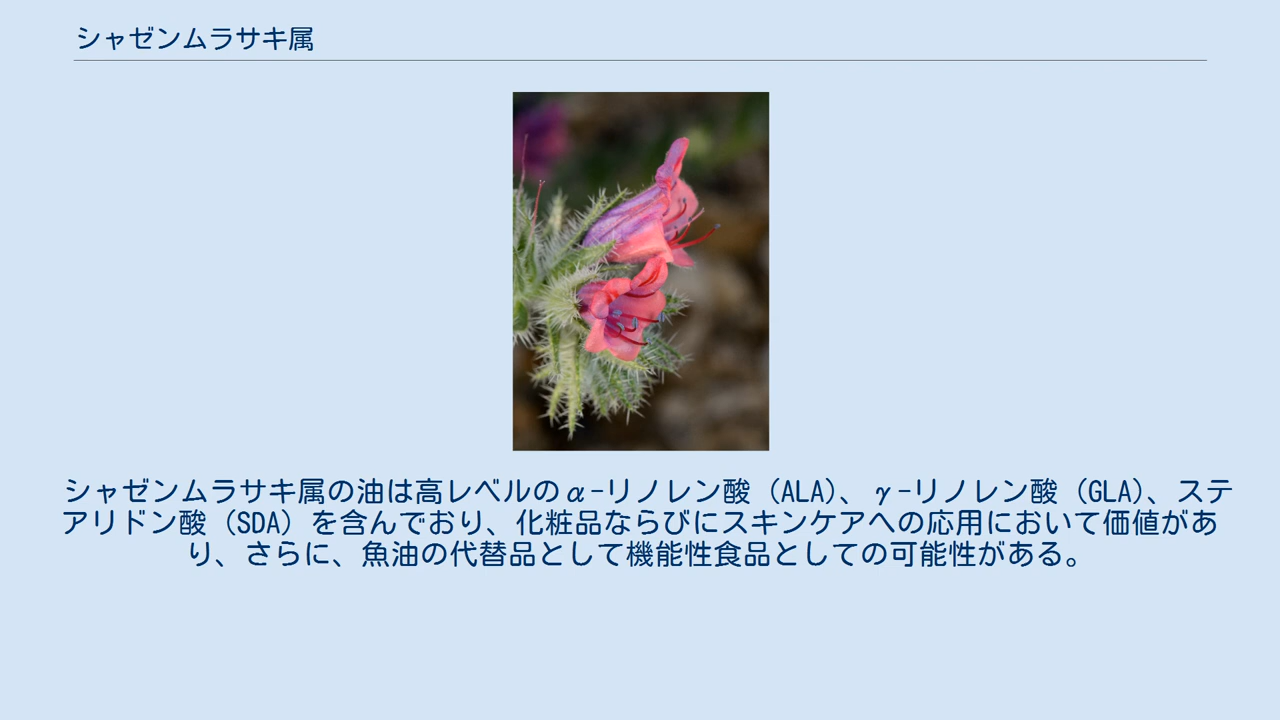 シャゼンムラサキ属
シャゼンムラサキ属の油は高レベルのα-リノレン酸（ALA）、γ-リノレン酸（GLA）、ステ
アリドン酸（SDA）を含んでおり、化粧品ならびにスキンケアへの応用において価値があ
り、さらに、魚油の代替品として機能性食品としての可能性がある。